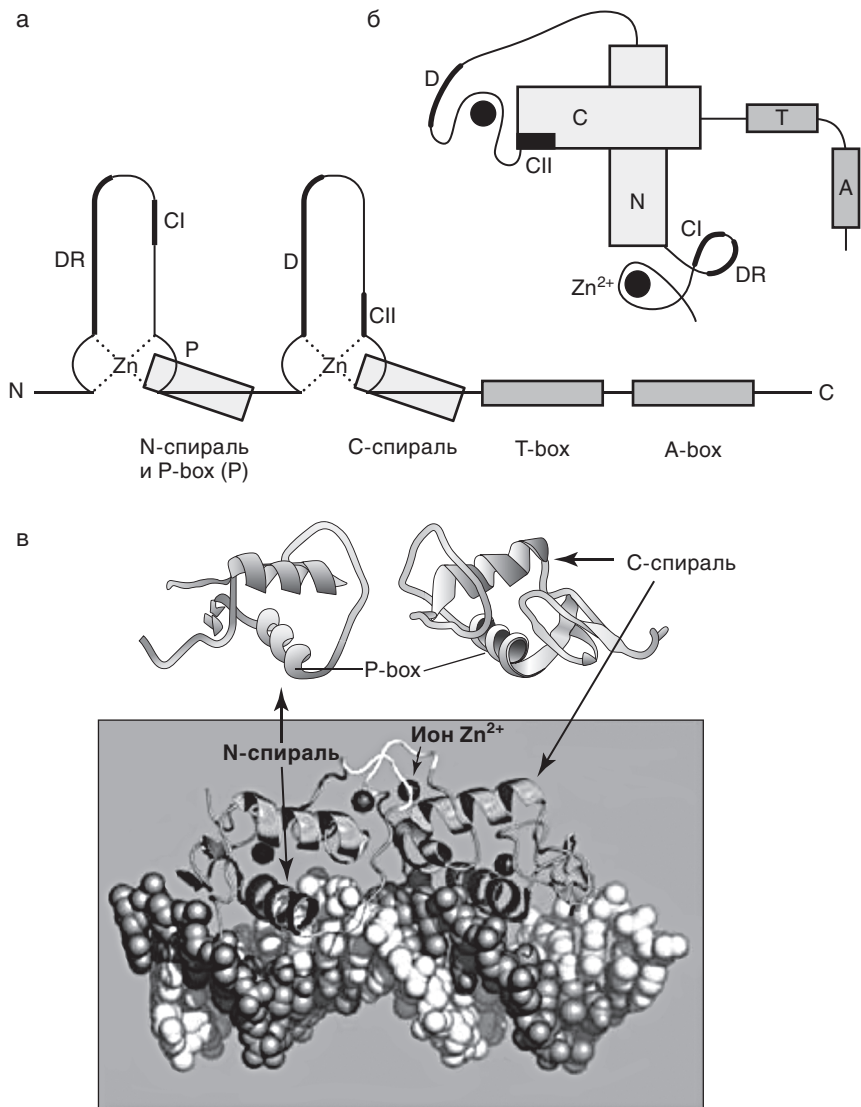 а
DR
CI
D
CII
Zn
P
Zn
N
C
N-спираль
и P-box (P)
C-спираль
T-box
A-box
б
D
C
CII
T
A
N
CI
DR
Zn2+
в
C-спираль
P-box
Ион Zn2+
N-спираль